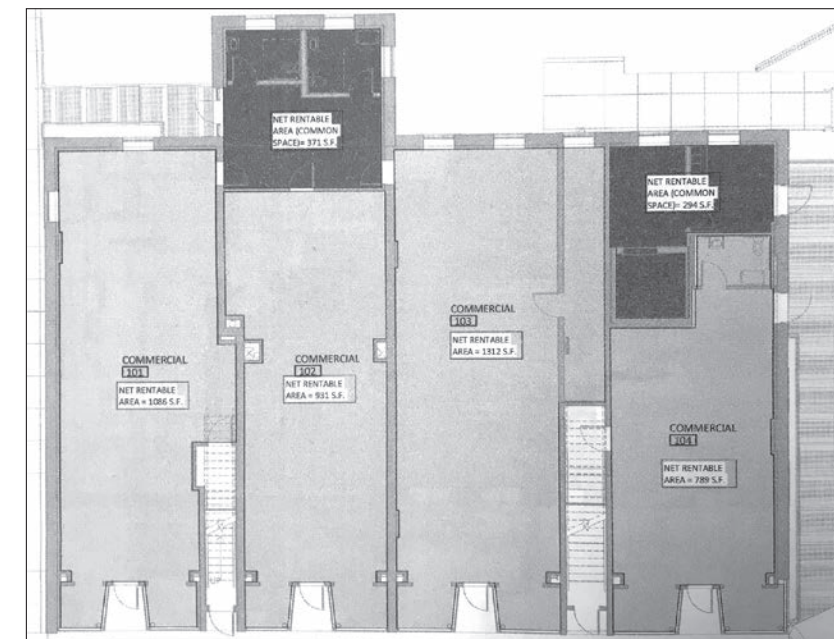 NET RENTABLE
AREA (COMMON
SPACE)= 371 S.F.
NET RENTABLE
AREA (COMMON
SPACE)= 294 S.F.
COMMERCIAL
101
NET RENTABLE
AREA = 1086 S.F.
COMMERCIAL
102
NET RENTABLE
AREA = 931 S.F.
COMMERCIAL
103
NET RENTABLE
AREA = 1312 S.F.
COMMERCIAL
104
NET RENTABLE
AREA = 789 S.F.